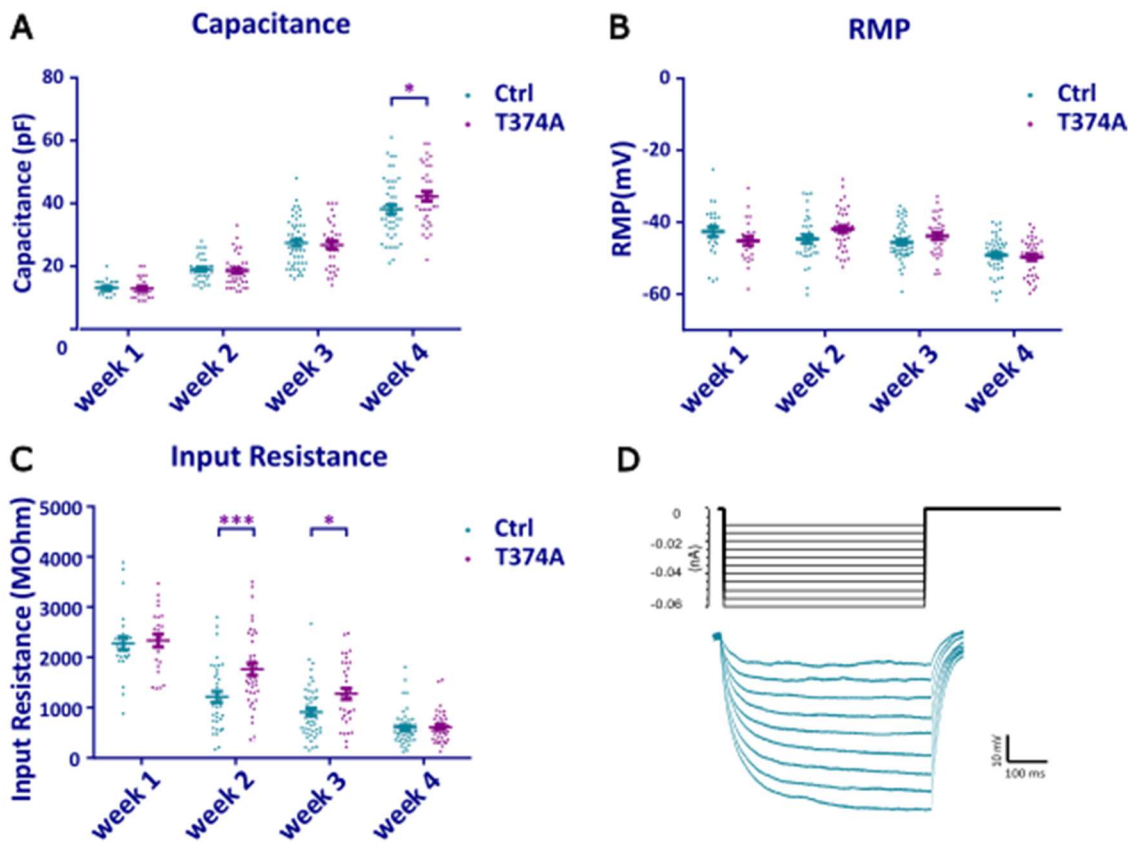 A
Capacitance
Capacitance (pF)
80
60
40
20
0
*
Ctrl
T374A
week 1
week 2
week 3
week 4
B
RMP
RMP(mV)
0
-20
-40
-60
Ctrl
T374A
week 1
week 2
week 3
week 4
C
Input Resistance
Input Resistance (MOhm)
5000
4000
3000
2000
1000
0
***
*
Ctrl
T374A
week 1
week 2
week 3
week 4
D
0
-0.02
-0.04
-0.06
(nA)
10 mV
100 ms